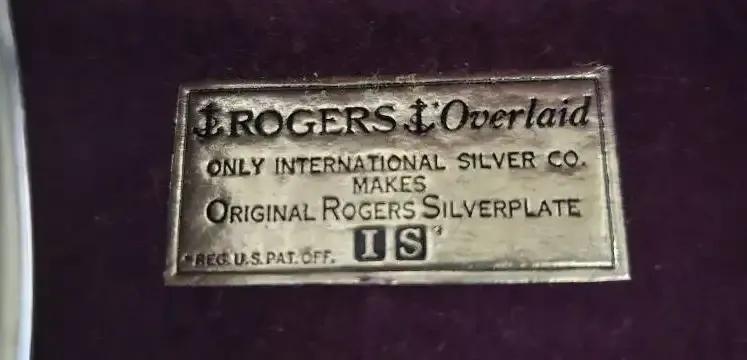 ⚓ROGERS⚓*Overlaid
ONLY INTERNATIONAL SILVER CO.
MAKES
ORIGINAL ROGERS SILVERPLATE
IS*
*REG. U.S. PAT. OFF.